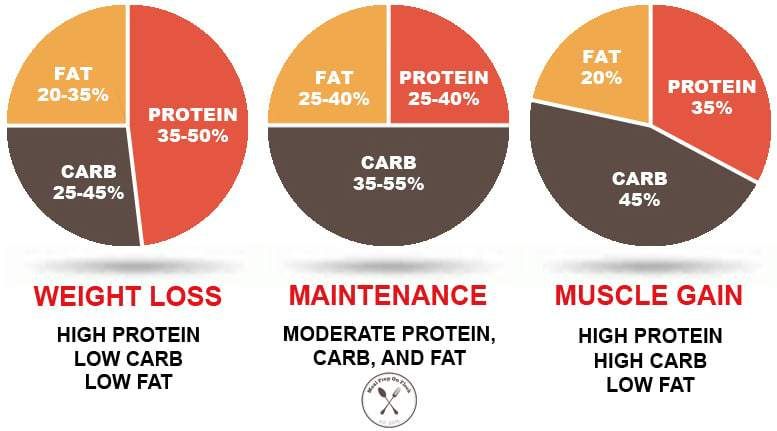 FAT
20-35%
PROTEIN
35-50%
CARB
25-45%
WEIGHT LOSS
HIGH PROTEIN
LOW CARB
LOW FAT
FAT
25-40%
PROTEIN
25-40%
CARB
35-55%
MAINTENANCE
MODERATE PROTEIN,
CARB, AND FAT
Meal Prep On Fleek
FAT
20%
PROTEIN
35%
CARB
45%
MUSCLE GAIN
HIGH PROTEIN
HIGH CARB
LOW FAT